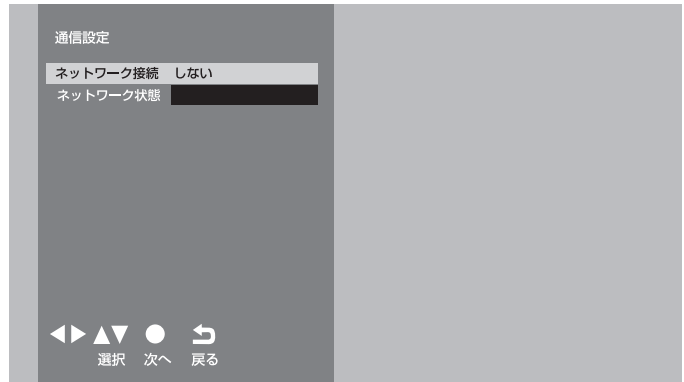 通信設定
ネットワーク接続 しない
ネットワーク状態
選択 次へ 戻る